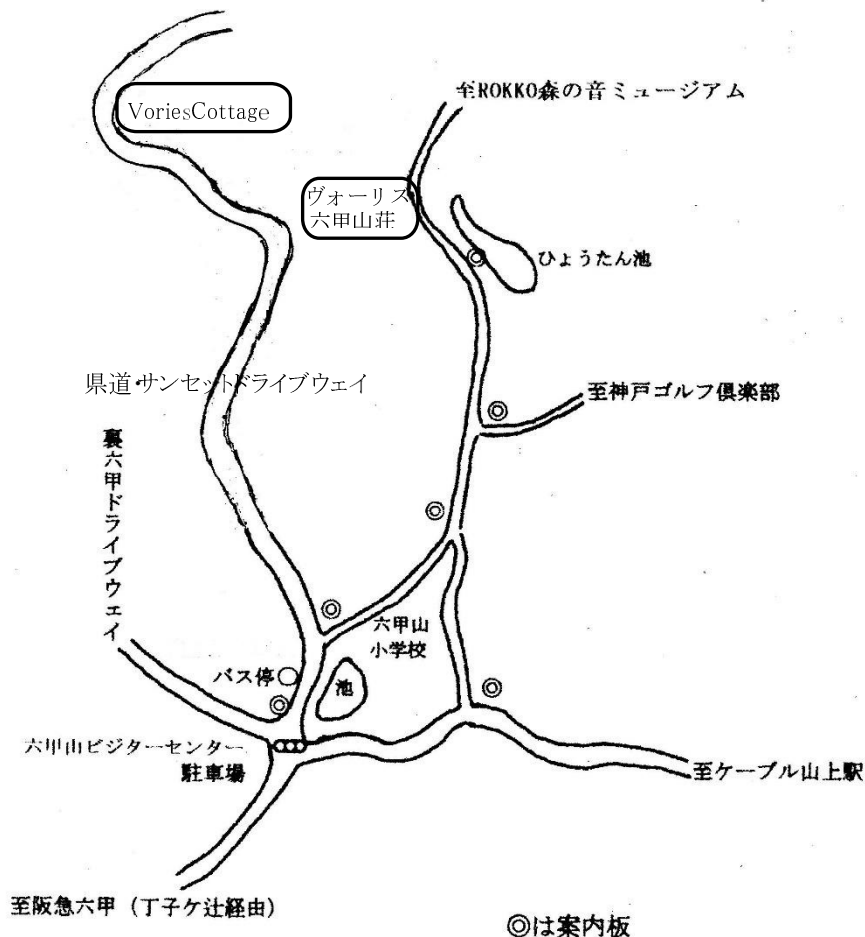 VoriesCottage
至ROKKO森の音ミュージアム
ヴォーリズ
六甲山荘
ひょうたん池
県道・サンセットドライブウェイ
至神戸ゴルフ倶楽部
裏六甲ドライブウェイ
六甲山
小学校
バス停
池
六甲山ビジターセンター
駐車場
至ケーブル山上駅
至阪急六甲（丁子ケ辻経由）
◎は案内板